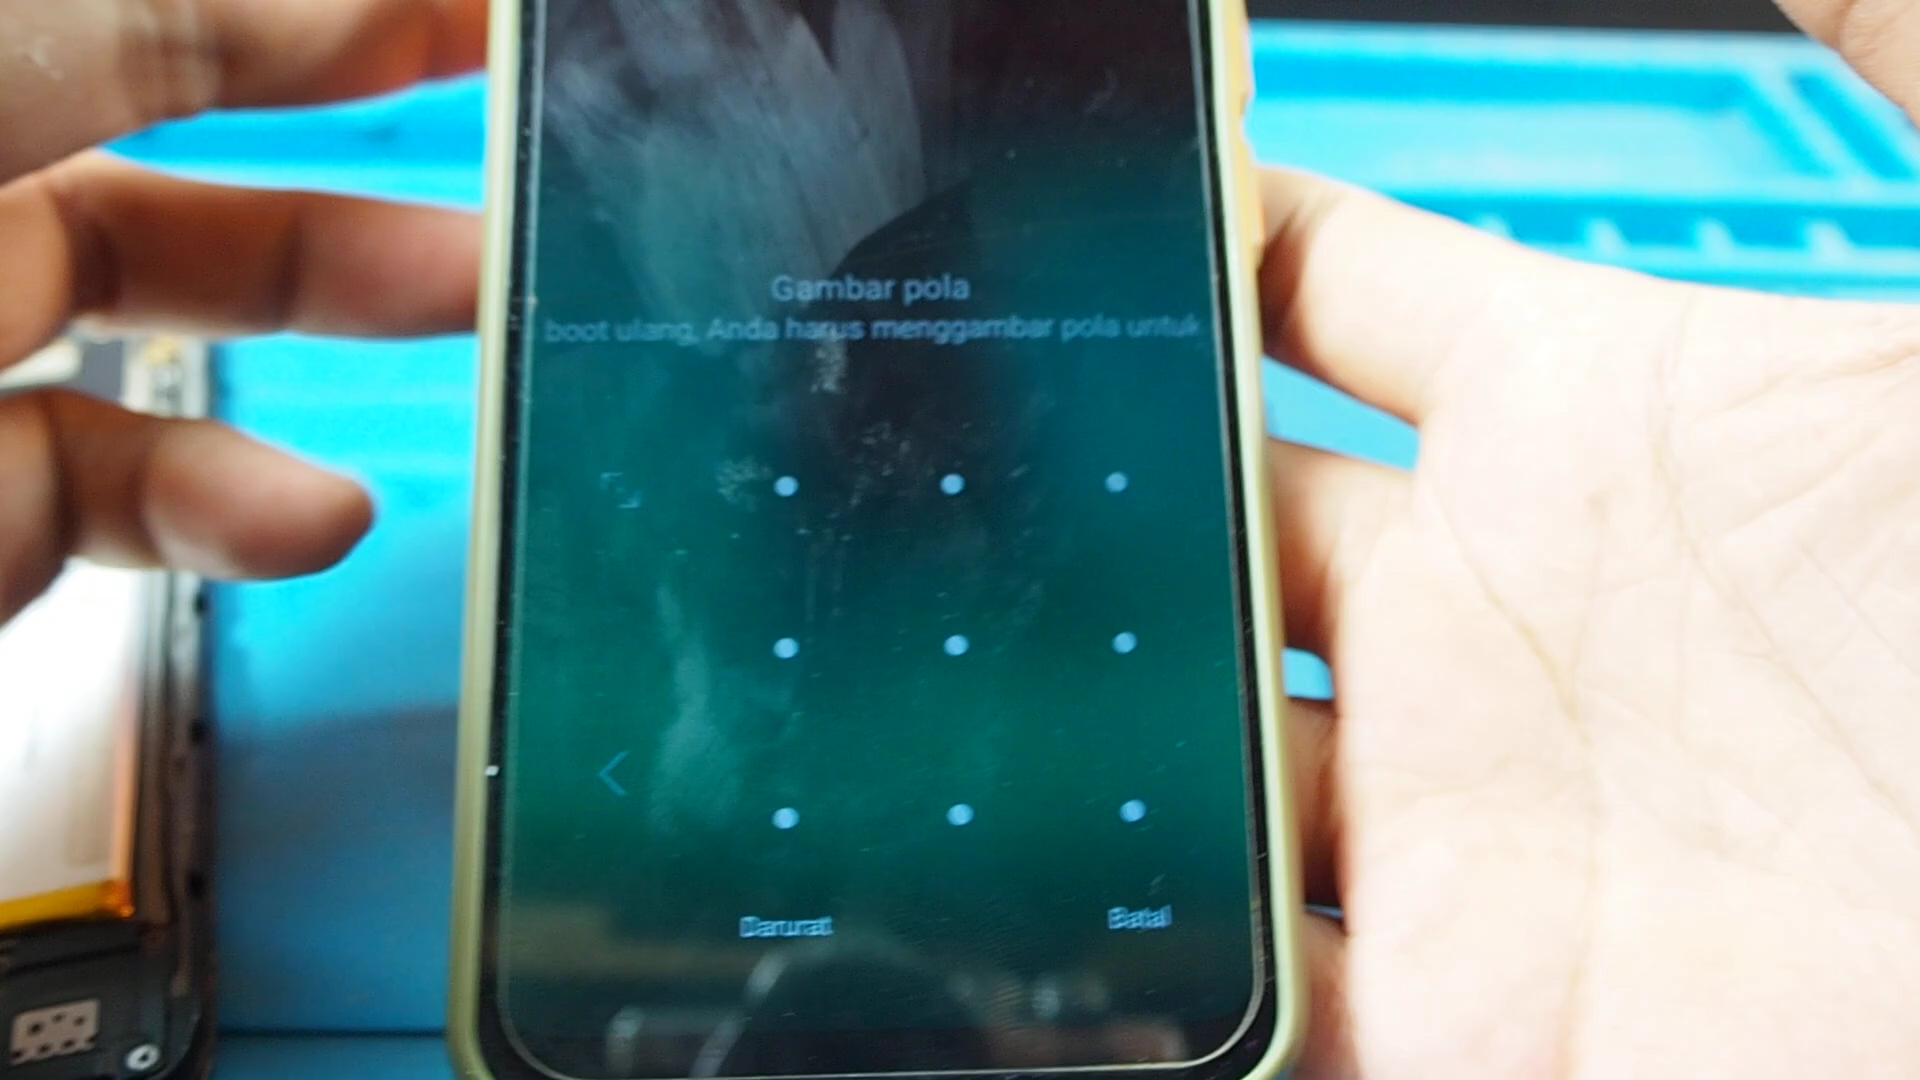 Gambar pola
boot ulang, Anda harus menggambar pola untuk
Darurat
Batal